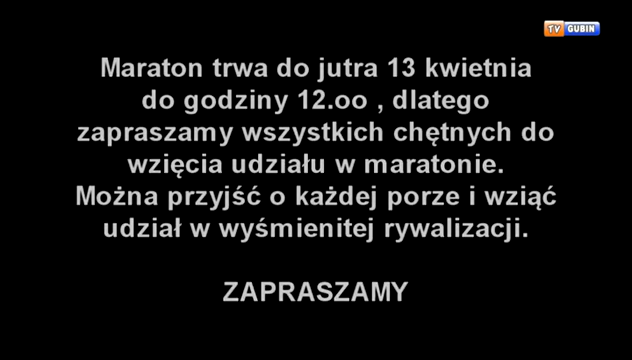 TV GUBIN
Maraton trwa do jutra 13 kwietnia
do godziny 12.oo , dlatego
zapraszamy wszystkich chętnych do
wzięcia udziału w maratonie.
Można przyjść o każdej porze i wziąć
udział w wyśmienitej rywalizacji.
ZAPRASZAMY